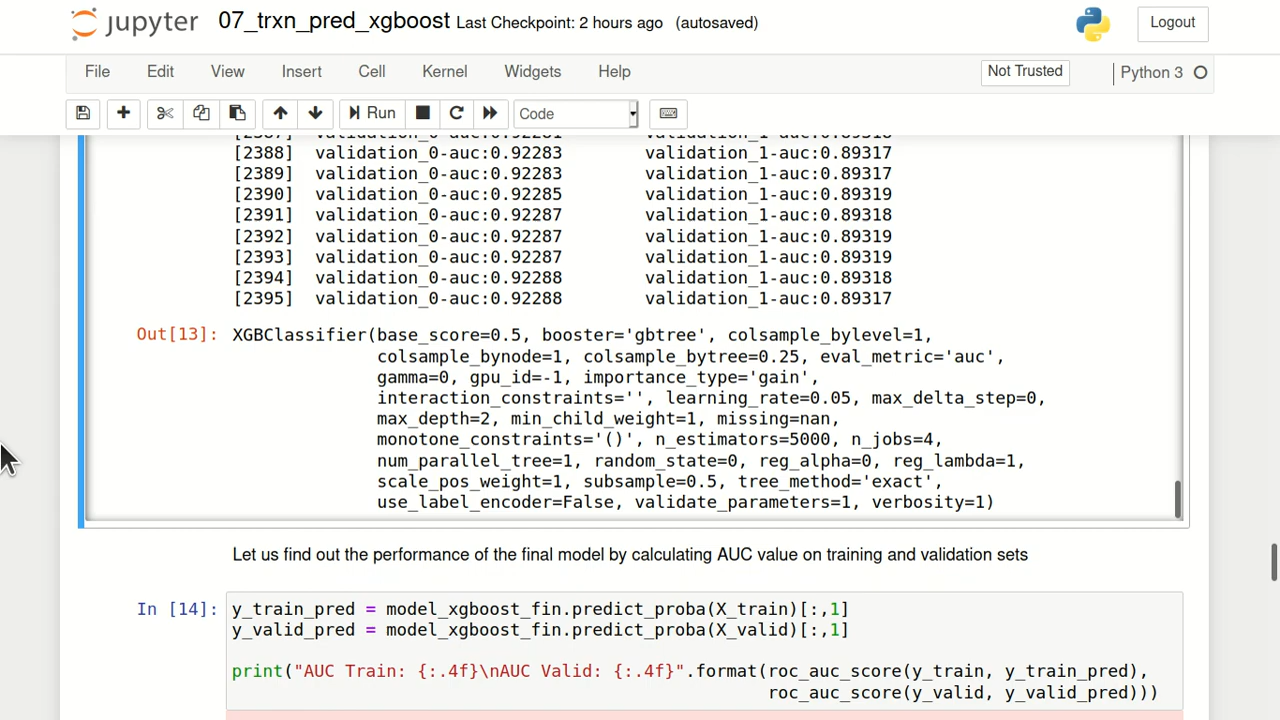 jupyter 07_trxn_pred_xgboost Last Checkpoint: 2 hours ago (autosaved) Logout
File Edit View Insert Cell Kernel Widgets Help Not Trusted Python 3
Run Code
[2388] validation_0-auc:0.92283 validation_1-auc:0.89317
[2389] validation_0-auc:0.92283 validation_1-auc:0.89317
[2390] validation_0-auc:0.92285 validation_1-auc:0.89319
[2391] validation_0-auc:0.92287 validation_1-auc:0.89318
[2392] validation_0-auc:0.92287 validation_1-auc:0.89319
[2393] validation_0-auc:0.92287 validation_1-auc:0.89319
[2394] validation_0-auc:0.92288 validation_1-auc:0.89318
[2395] validation_0-auc:0.92288 validation_1-auc:0.89317
Out[13]: XGBClassifier(base_score=0.5, booster='gbtree', colsample_bylevel=1,
colsample_bynode=1, colsample_bytree=0.25, eval_metric='auc',
gamma=0, gpu_id=-1, importance_type='gain',
interaction_constraints='', learning_rate=0.05, max_delta_step=0,
max_depth=2, min_child_weight=1, missing=nan,
monotone_constraints='()', n_estimators=5000, n_jobs=4,
num_parallel_tree=1, random_state=0, reg_alpha=0, reg_lambda=1,
scale_pos_weight=1, subsample=0.5, tree_method='exact',
use_label_encoder=False, validate_parameters=1, verbosity=1)
Let us find out the performance of the final model by calculating AUC value on training and validation sets
In [14]: y_train_pred = model_xgboost_fin.predict_proba(X_train)[:,1]
y_valid_pred = model_xgboost_fin.predict_proba(X_valid)[:,1]
print("AUC Train: {:.4f}\nAUC Valid: {:.4f}".format(roc_auc_score(y_train, y_train_pred),
roc_auc_score(y_valid, y_valid_pred)))